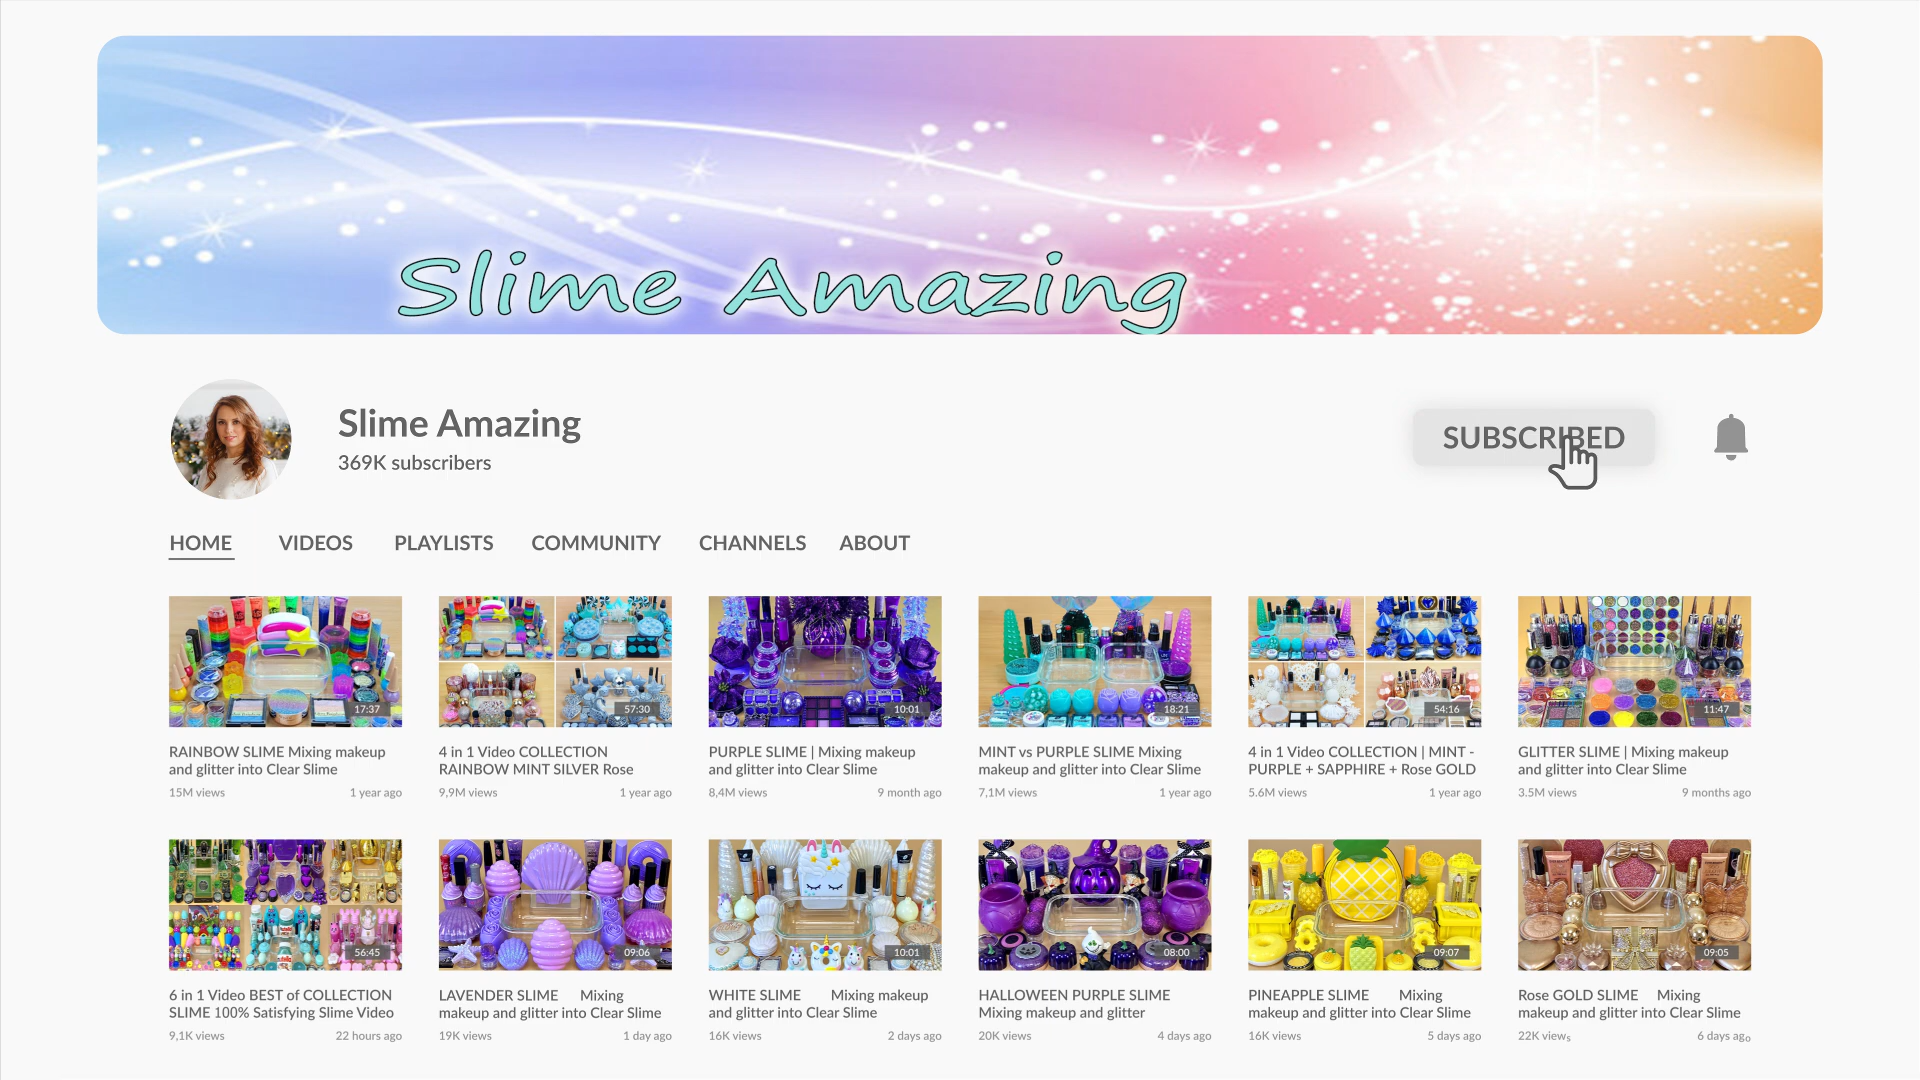 Slime Amazing
Slime Amazing
369K subscribers
SUBSCRIBED
HOME VIDEOS PLAYLISTS COMMUNITY CHANNELS ABOUT
17:37
57:30
10:01
18:21
54:16
11:47
RAINBOW SLIME Mixing makeup
and glitter into Clear Slime
15M views 1 year ago
4 in 1 Video COLLECTION
RAINBOW MINT SILVER Rose
9,9M views 1 year ago
PURPLE SLIME | Mixing makeup
and glitter into Clear Slime
8,4M views 9 month ago
MINT vs PURPLE SLIME Mixing
makeup and glitter into Clear Slime
7,1M views 1 year ago
4 in 1 Video COLLECTION | MINT -
PURPLE + SAPPHIRE + Rose GOLD
5.6M views 1 year ago
GLITTER SLIME | Mixing makeup
and glitter into Clear Slime
3.5M views 9 months ago
56:45
09:06
10:01
08:00
09:07
09:05
6 in 1 Video BEST of COLLECTION
SLIME 100% Satisfying Slime Video
9,1K views 22 hours ago
LAVENDER SLIME Mixing
makeup and glitter into Clear Slime
19K views 1 day ago
WHITE SLIME Mixing makeup
and glitter into Clear Slime
16K views 2 days ago
HALLOWEEN PURPLE SLIME
Mixing makeup and glitter
20K views 4 days ago
PINEAPPLE SLIME Mixing
makeup and glitter into Clear Slime
16K views 5 days ago
Rose GOLD SLIME Mixing
makeup and glitter into Clear Slime
22K views 6 days ago